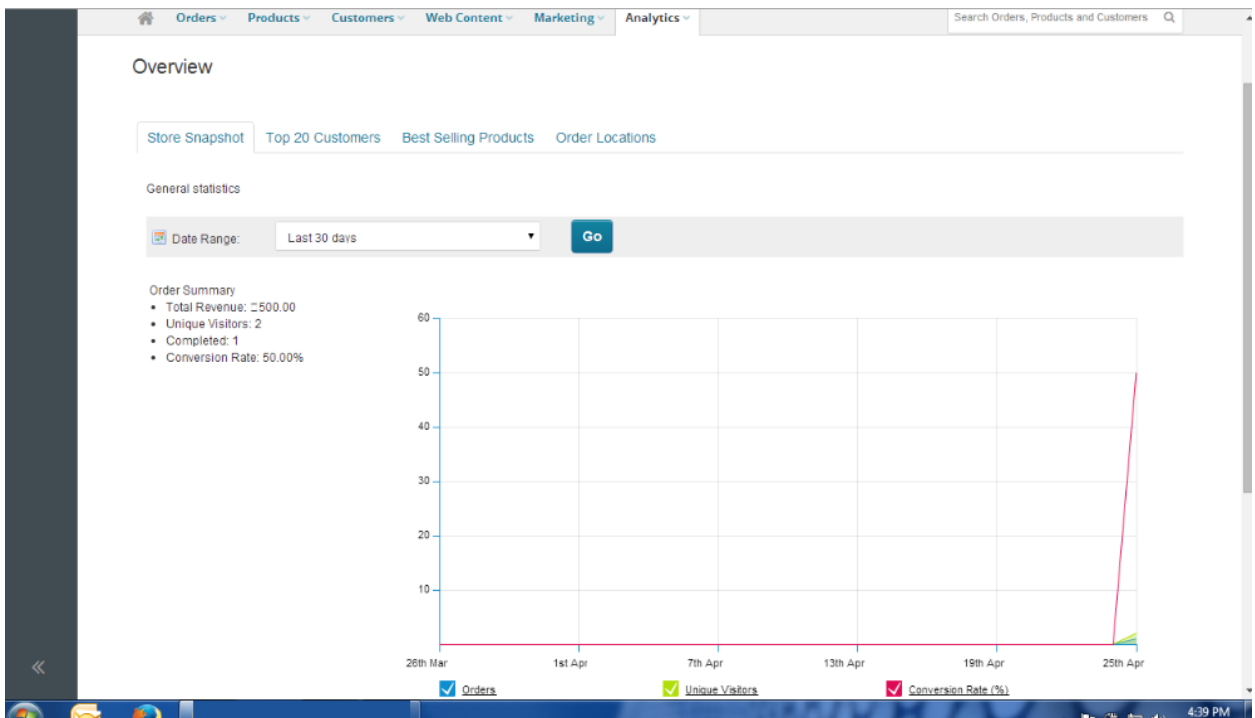 Orders Products Customers Web Content Marketing Analytics Search Orders, Products and Customers
Overview
Store Snapshot Top 20 Customers Best Selling Products Order Locations
General statistics
Date Range: Last 30 days Go
Order Summary
• Total Revenue: 500.00
• Unique Visitors: 2
• Completed: 1
• Conversion Rate: 50.00%
60
50
40
30
20
10
26th Mar 1st Apr 7th Apr 13th Apr 19th Apr 25th Apr
Orders Unique Visitors Conversion Rate (%)
4:39 PM